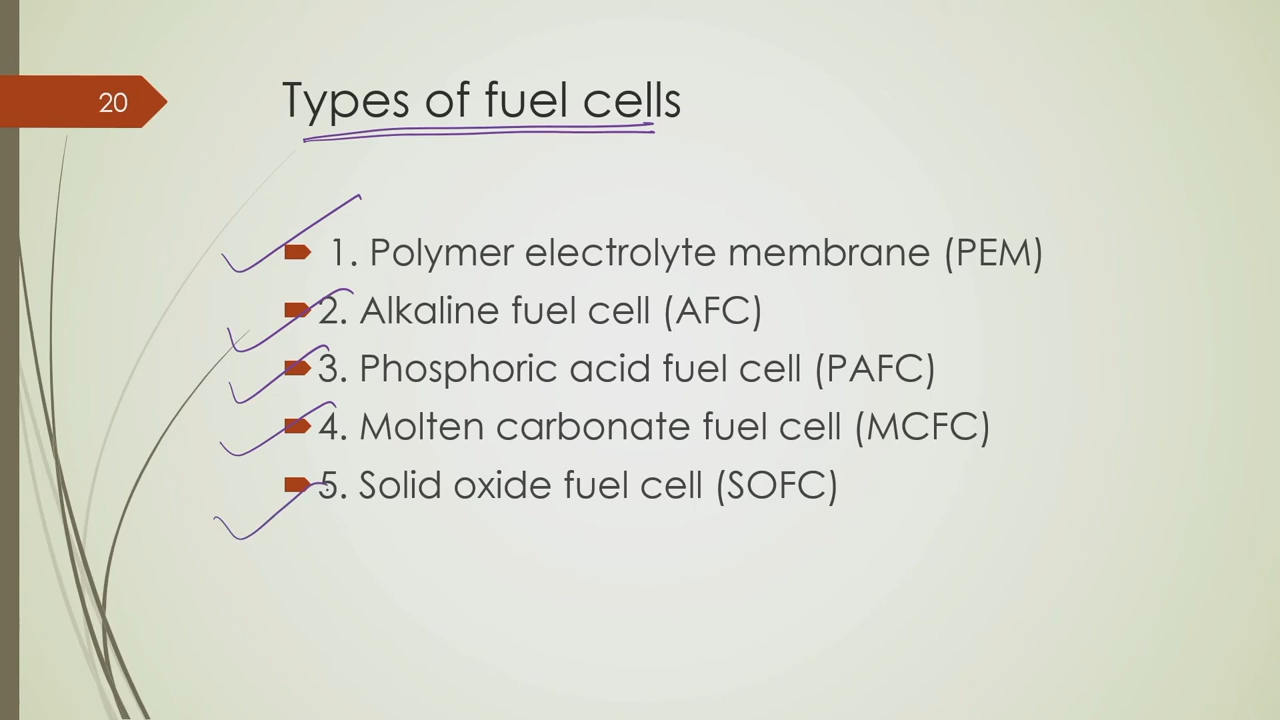 20
Types of fuel cells
1. Polymer electrolyte membrane (PEM)
2. Alkaline fuel cell (AFC)
3. Phosphoric acid fuel cell (PAFC)
4. Molten carbonate fuel cell (MCFC)
5. Solid oxide fuel cell (SOFC)